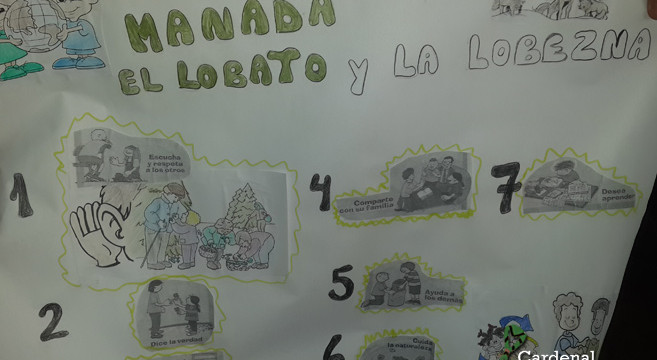 MANADA
EL LOBATO Y LA LOBEZNA
1
Escucha
y respeta
a los otros
2
Dice la verdad
4
Comparte
con su familia
5
Ayuda a
los demás
6
Cuida
la naturaleza
7
Desea
aprender
Cardenal